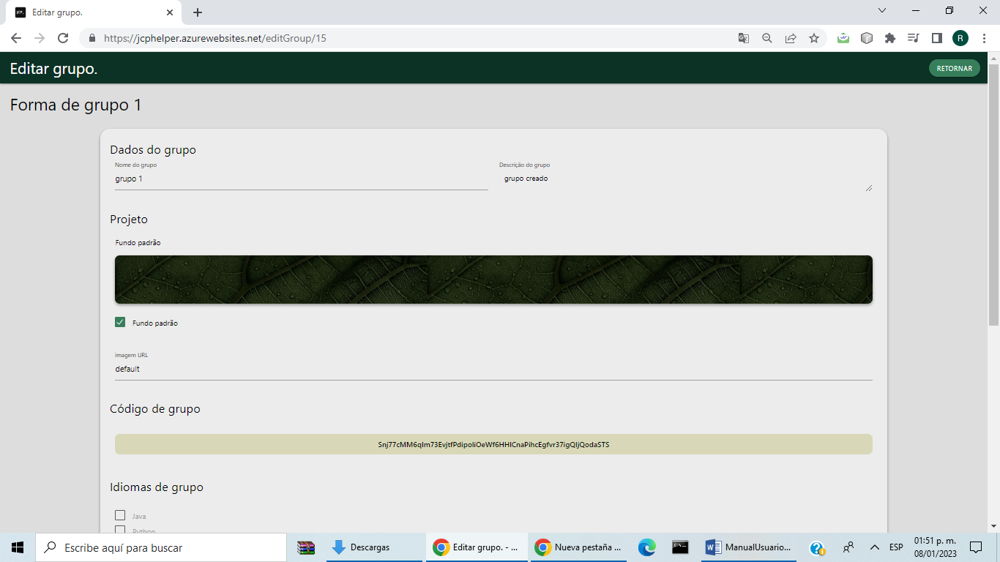 Editar grupo.
https://jcphelper.azurewebsites.net/editGroup/15
R
Editar grupo.
RETORNAR
Forma de grupo 1
Dados do grupo
Nome do grupo
Descrição do grupo
grupo 1
grupo creado
Projeto
Fundo padrão
Fundo padrão
imagem URL
default
Código de grupo
Idiomas de grupo
Java
Python
Escribe aquí para buscar
Descargas
Editar grupo. - ...
Nueva pestaña ...
ManualUsuario...
ESP
01:51 p. m.
08/01/2023